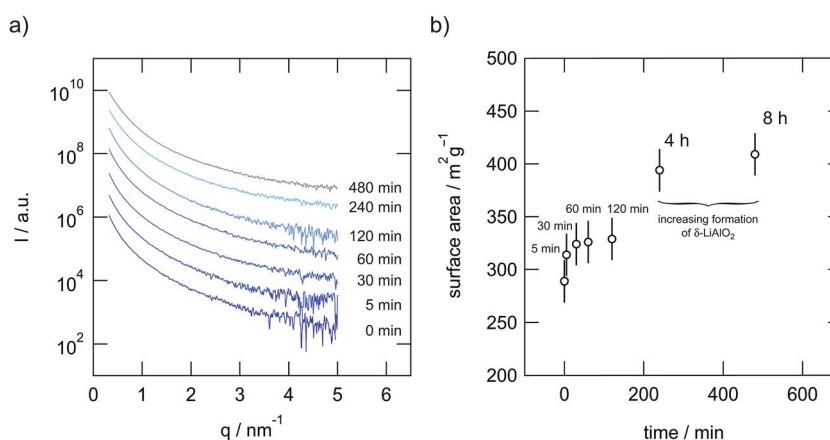 a)
I / a.u.
10^10
10^8
10^6
10^4
10^2
480 min
240 min
120 min
60 min
30 min
5 min
0 min
0 1 2 3 4 5 6
q / nm^-1
b)
surface area / m^2 g^-1
500
450
400
350
300
250
200
4 h
8 h
60 min
120 min
30 min
5 min
increasing formation
of δ-LiAlO₂
0 200 400 600
time / min